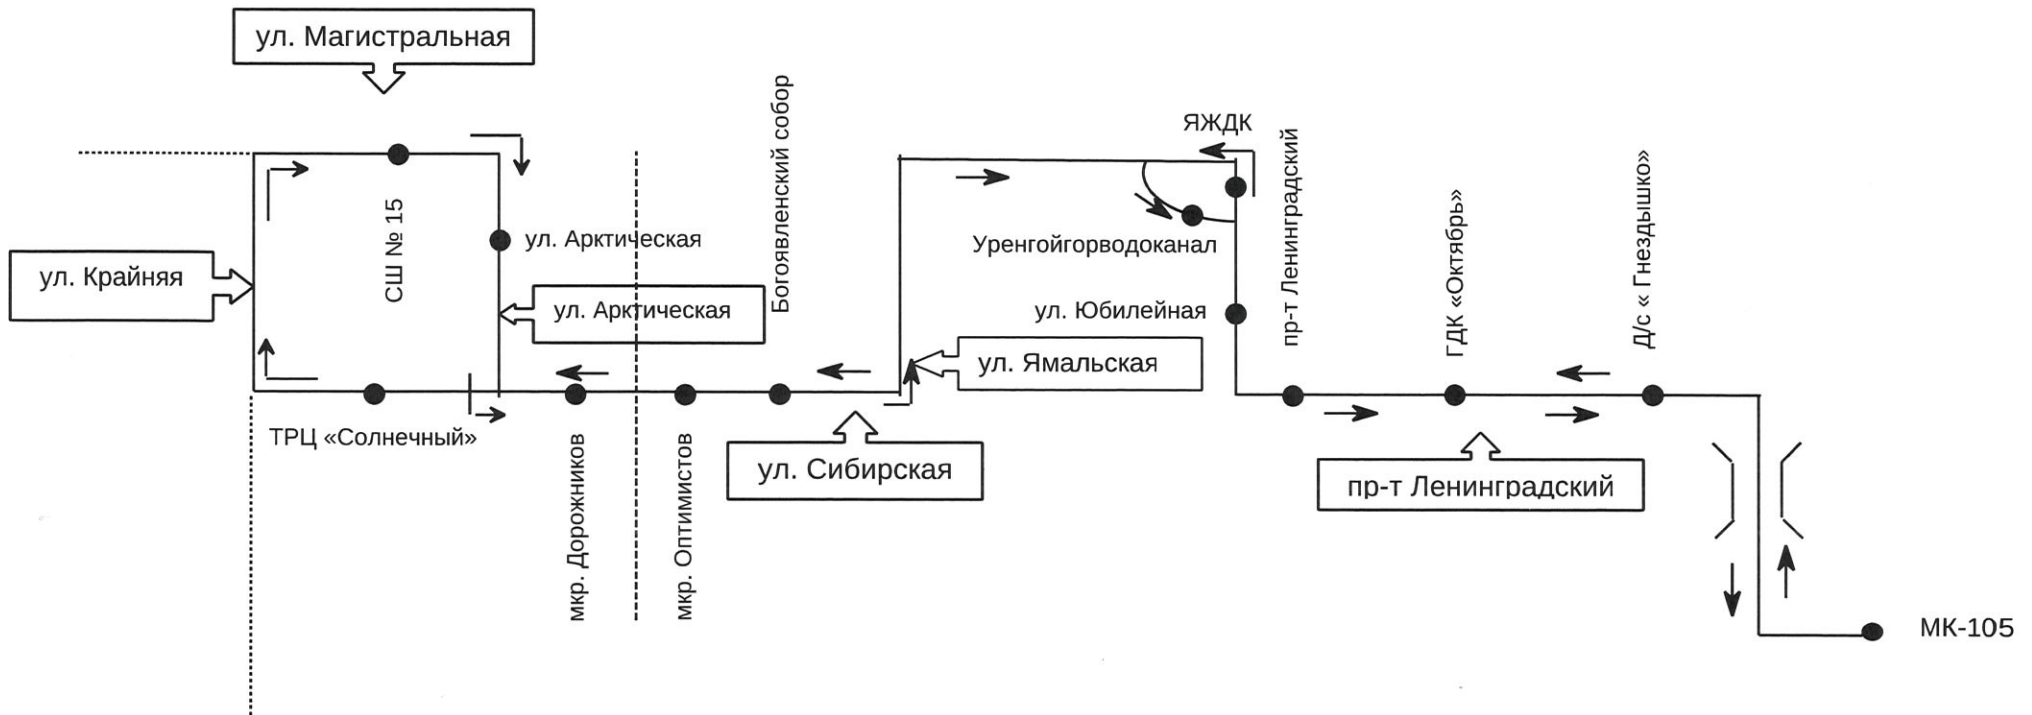 ул. Магистральная
ЯЖДК
Богоявленский собор
пр-т Ленинградский
Д/с « Гнездышко»
ГДК «Октябрь»
СШ № 15
ул. Арктическая
Уренгойгорводоканал
ул. Крайняя
ул. Арктическая
ул. Юбилейная
ул. Ямальская
ТРЦ «Солнечный»
мкр. Дорожников
мкр. Оптимистов
ул. Сибирская
пр-т Ленинградский
МК-105